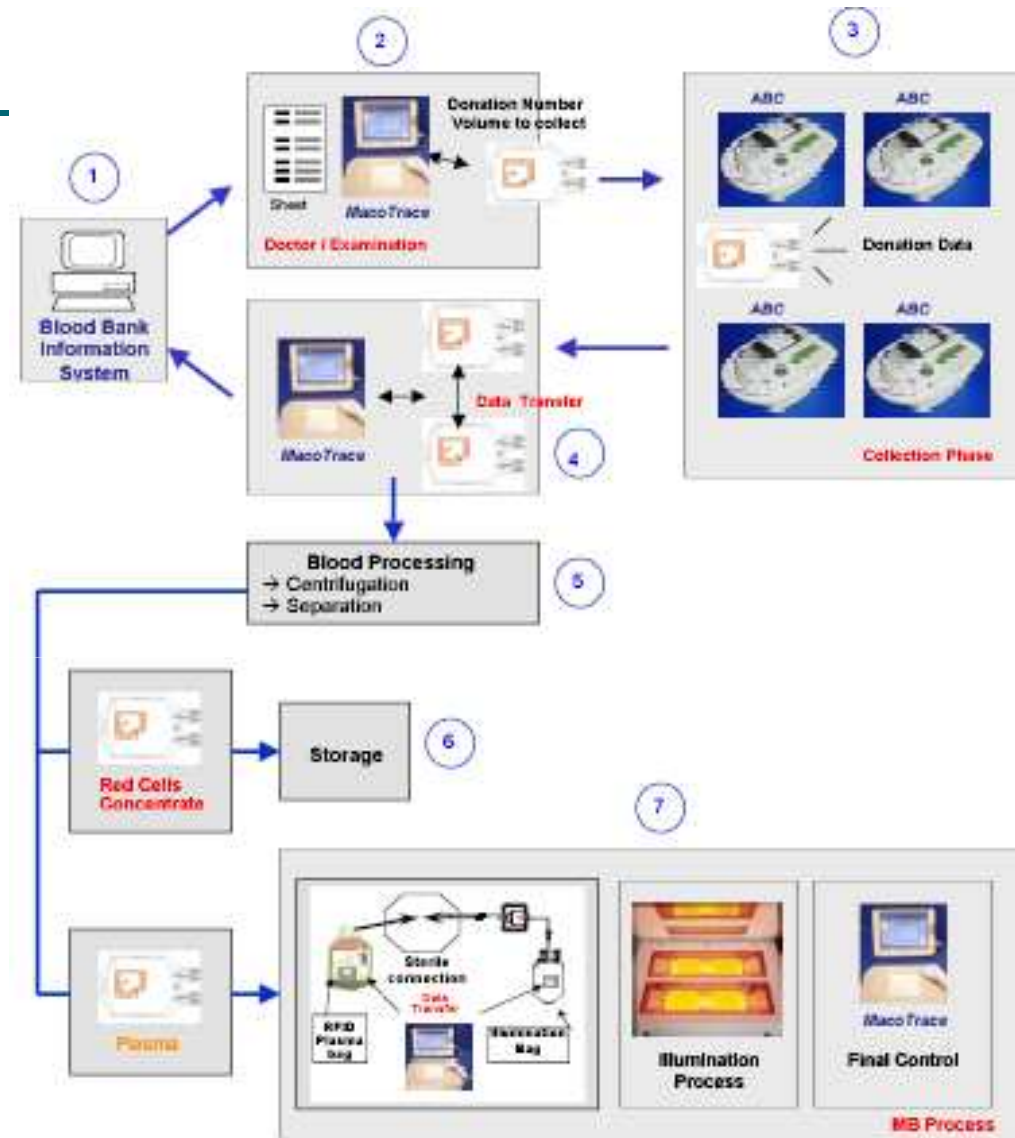 1
2
3
Sheet
MacoTrace
Donation Number
Volume to collect
Doctor / Examination
ABC
ABC
Donation Data
ABC
ABC
Collection Phase
Blood Bank
Information
System
MacoTrace
Data Transfer
4
Blood Processing
→ Centrifugation
→ Separation
5
Red Cells
Concentrate
Storage
6
7
Plasma
Sterile
connection
Data
Transfer
RFID
Plasma
bag
Illumination
Bag
Illumination
Process
MacoTrace
Final Control
MB Process